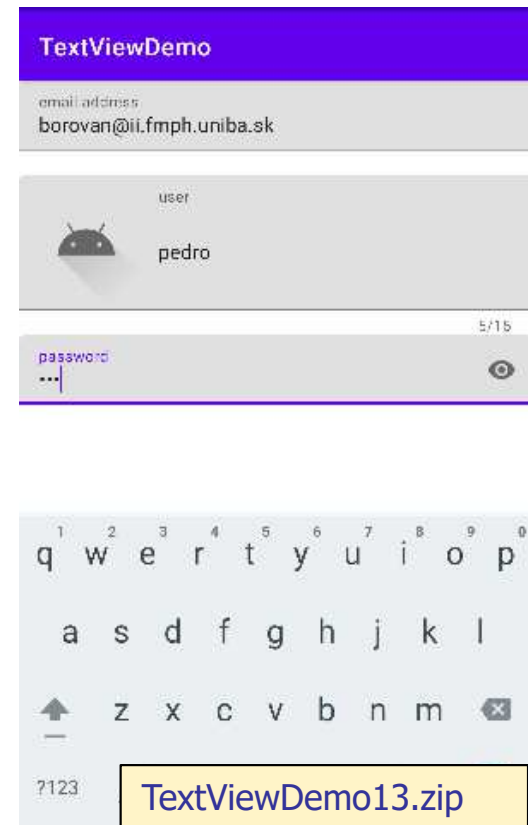 TextViewDemo
email address
borovan@ii.fmph.uniba.sk
user
pedro
5/15
password
•••
1 2 3 4 5 6 7 8 9 0
q w e r t y u i o p
a s d f g h j k l
z x c v b n m
?123
TextViewDemo13.zip